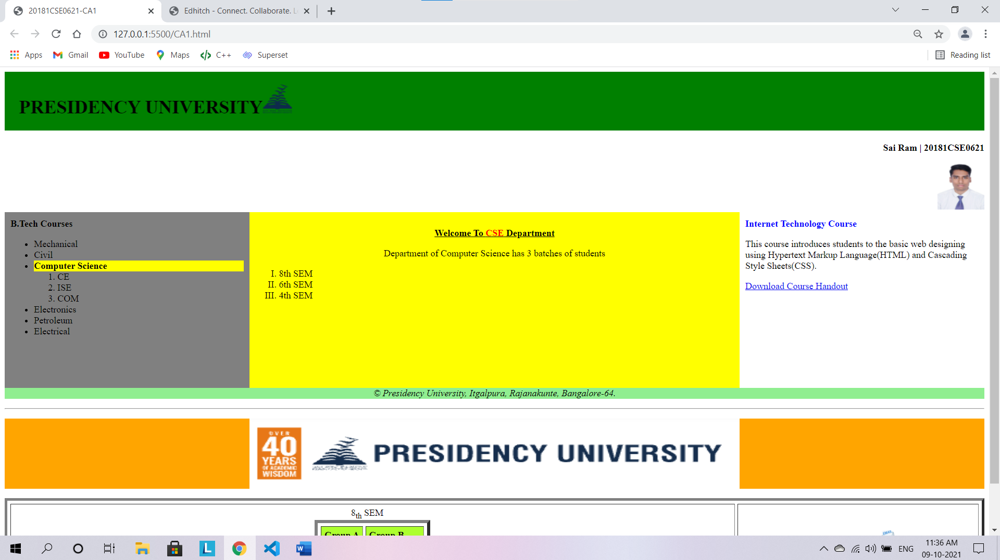 20181CSE0621-CA1
Edhitch - Connect. Collaborate. L
127.0.0.1:5500/CA1.html
Apps
Gmail
YouTube
Maps
C++
Superset
Reading list
PRESIDENCY UNIVERSITY
Sai Ram | 20181CSE0621
B.Tech Courses
• Mechanical
• Civil
• Computer Science
1. CE
2. ISE
3. COM
• Electronics
• Petroleum
• Electrical
Welcome To CSE Department
Department of Computer Science has 3 batches of students
I. 8th SEM
II. 6th SEM
III. 4th SEM
Internet Technology Course
This course introduces students to the basic web designing
using Hypertext Markup Language(HTML) and Cascading
Style Sheets(CSS).
Download Course Handout
© Presidency University, Itgalpura, Rajanakunte, Bangalore-64.
OVER
40
YEARS
OF ACADEMIC
WISDOM
PRESIDENCY UNIVERSITY
8th SEM
Group A
Group B
EMAIL
L
W
ENG
11:36 AM
09-10-2021